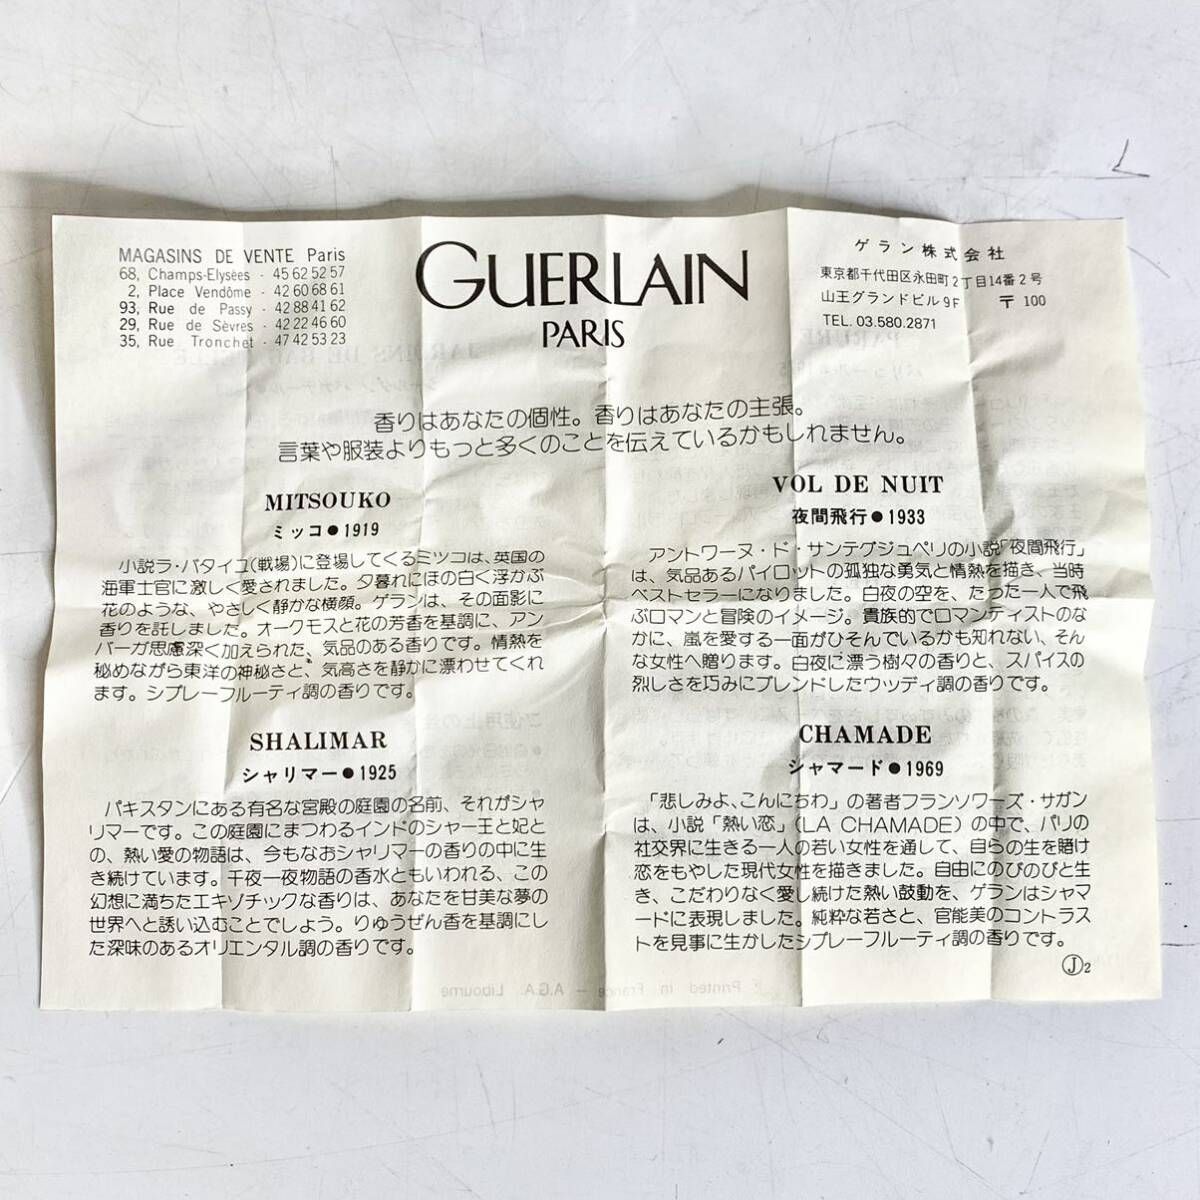 MAGASINS DE VENTE Paris
68, Champs-Elysées - 45 62 52 57
2, Place Vendôme - 42 60 68 61
93, Rue de Passy - 42 88 41 62
29, Rue de Sèvres - 42 22 46 60
35, Rue Tronchet - 47 42 53 23
GUERLAIN
PARIS
ゲラン株式会社
東京都千代田区永田町2丁目14番2号
山王グランドビル9F 〒100
TEL. 03.580.2871
香りはあなたの個性。香りはあなたの主張。
言葉や服装よりもっと多くのことを伝えているかもしれません。
MITSOUKO
ミツコ●1919
小説ラ・バタイユ(戦場)に登場してくるミツコは、英国の
海軍士官に激しく愛されました。夕暮れにほの白く浮かぶ
花のような、やさしく静かな横顔。ゲランは、その面影に
香りを託しました。オークモスと花の芳香を基調に、アン
バーが思慮深く加えられた、気品のある香りです。情熱を
秘めながら東洋の神秘さと、気高さを静かに漂わせてくれ
ます。シプレーフルーティ調の香りです。
SHALIMAR
シャリマー●1925
パキスタンにある有名な宮殿の庭園の名前、それがシャ
リマーです。この庭園にまつわるインドのシャー王と妃と
の、熱い愛の物語は、今もなおシャリマーの香りの中に生
き続けています。千夜一夜物語の香水ともいわれる、この
幻想に満ちたエキゾチックな香りは、あなたを甘美な夢の
世界へと誘い込むことでしょう。りゅうぜん香を基調にし
た深味のあるオリエンタル調の香りです。
VOL DE NUIT
夜間飛行●1933
アントワーヌ・ド・サンテグジュペリの小説「夜間飛行」
は、気品あるパイロットの孤独な勇気と情熱を描き、当時
ベストセラーになりました。白夜の空を、たった一人で飛
ぶロマンと冒険のイメージ。貴族的でロマンティストのな
かに、嵐を愛する一面がひそんでいるかも知れない、そん
な女性へ贈ります。白夜に漂う樹々の香りと、スパイスの
烈しさを巧みにブレンドしたウッディ調の香りです。
CHAMADE
シャマード●1969
「悲しみよ、こんにちわ」の著者フランソワーズ・サガン
は、小説「熱い恋」(LA CHAMADE)の中で、パリの
社交界に生きる一人の若い女性を通して、自らの生を賭け
恋をもやした現代女性を描きました。自由にのびのびと生
き、こだわりなく愛し続けた熱い鼓動を、ゲランはシャマ
ードに表現しました。純粋な若さと、官能美のコントラス
トを見事に生かしたシプレーフルーティ調の香りです。
Ⓙ2
Printed in France – A.G.A. Libourne